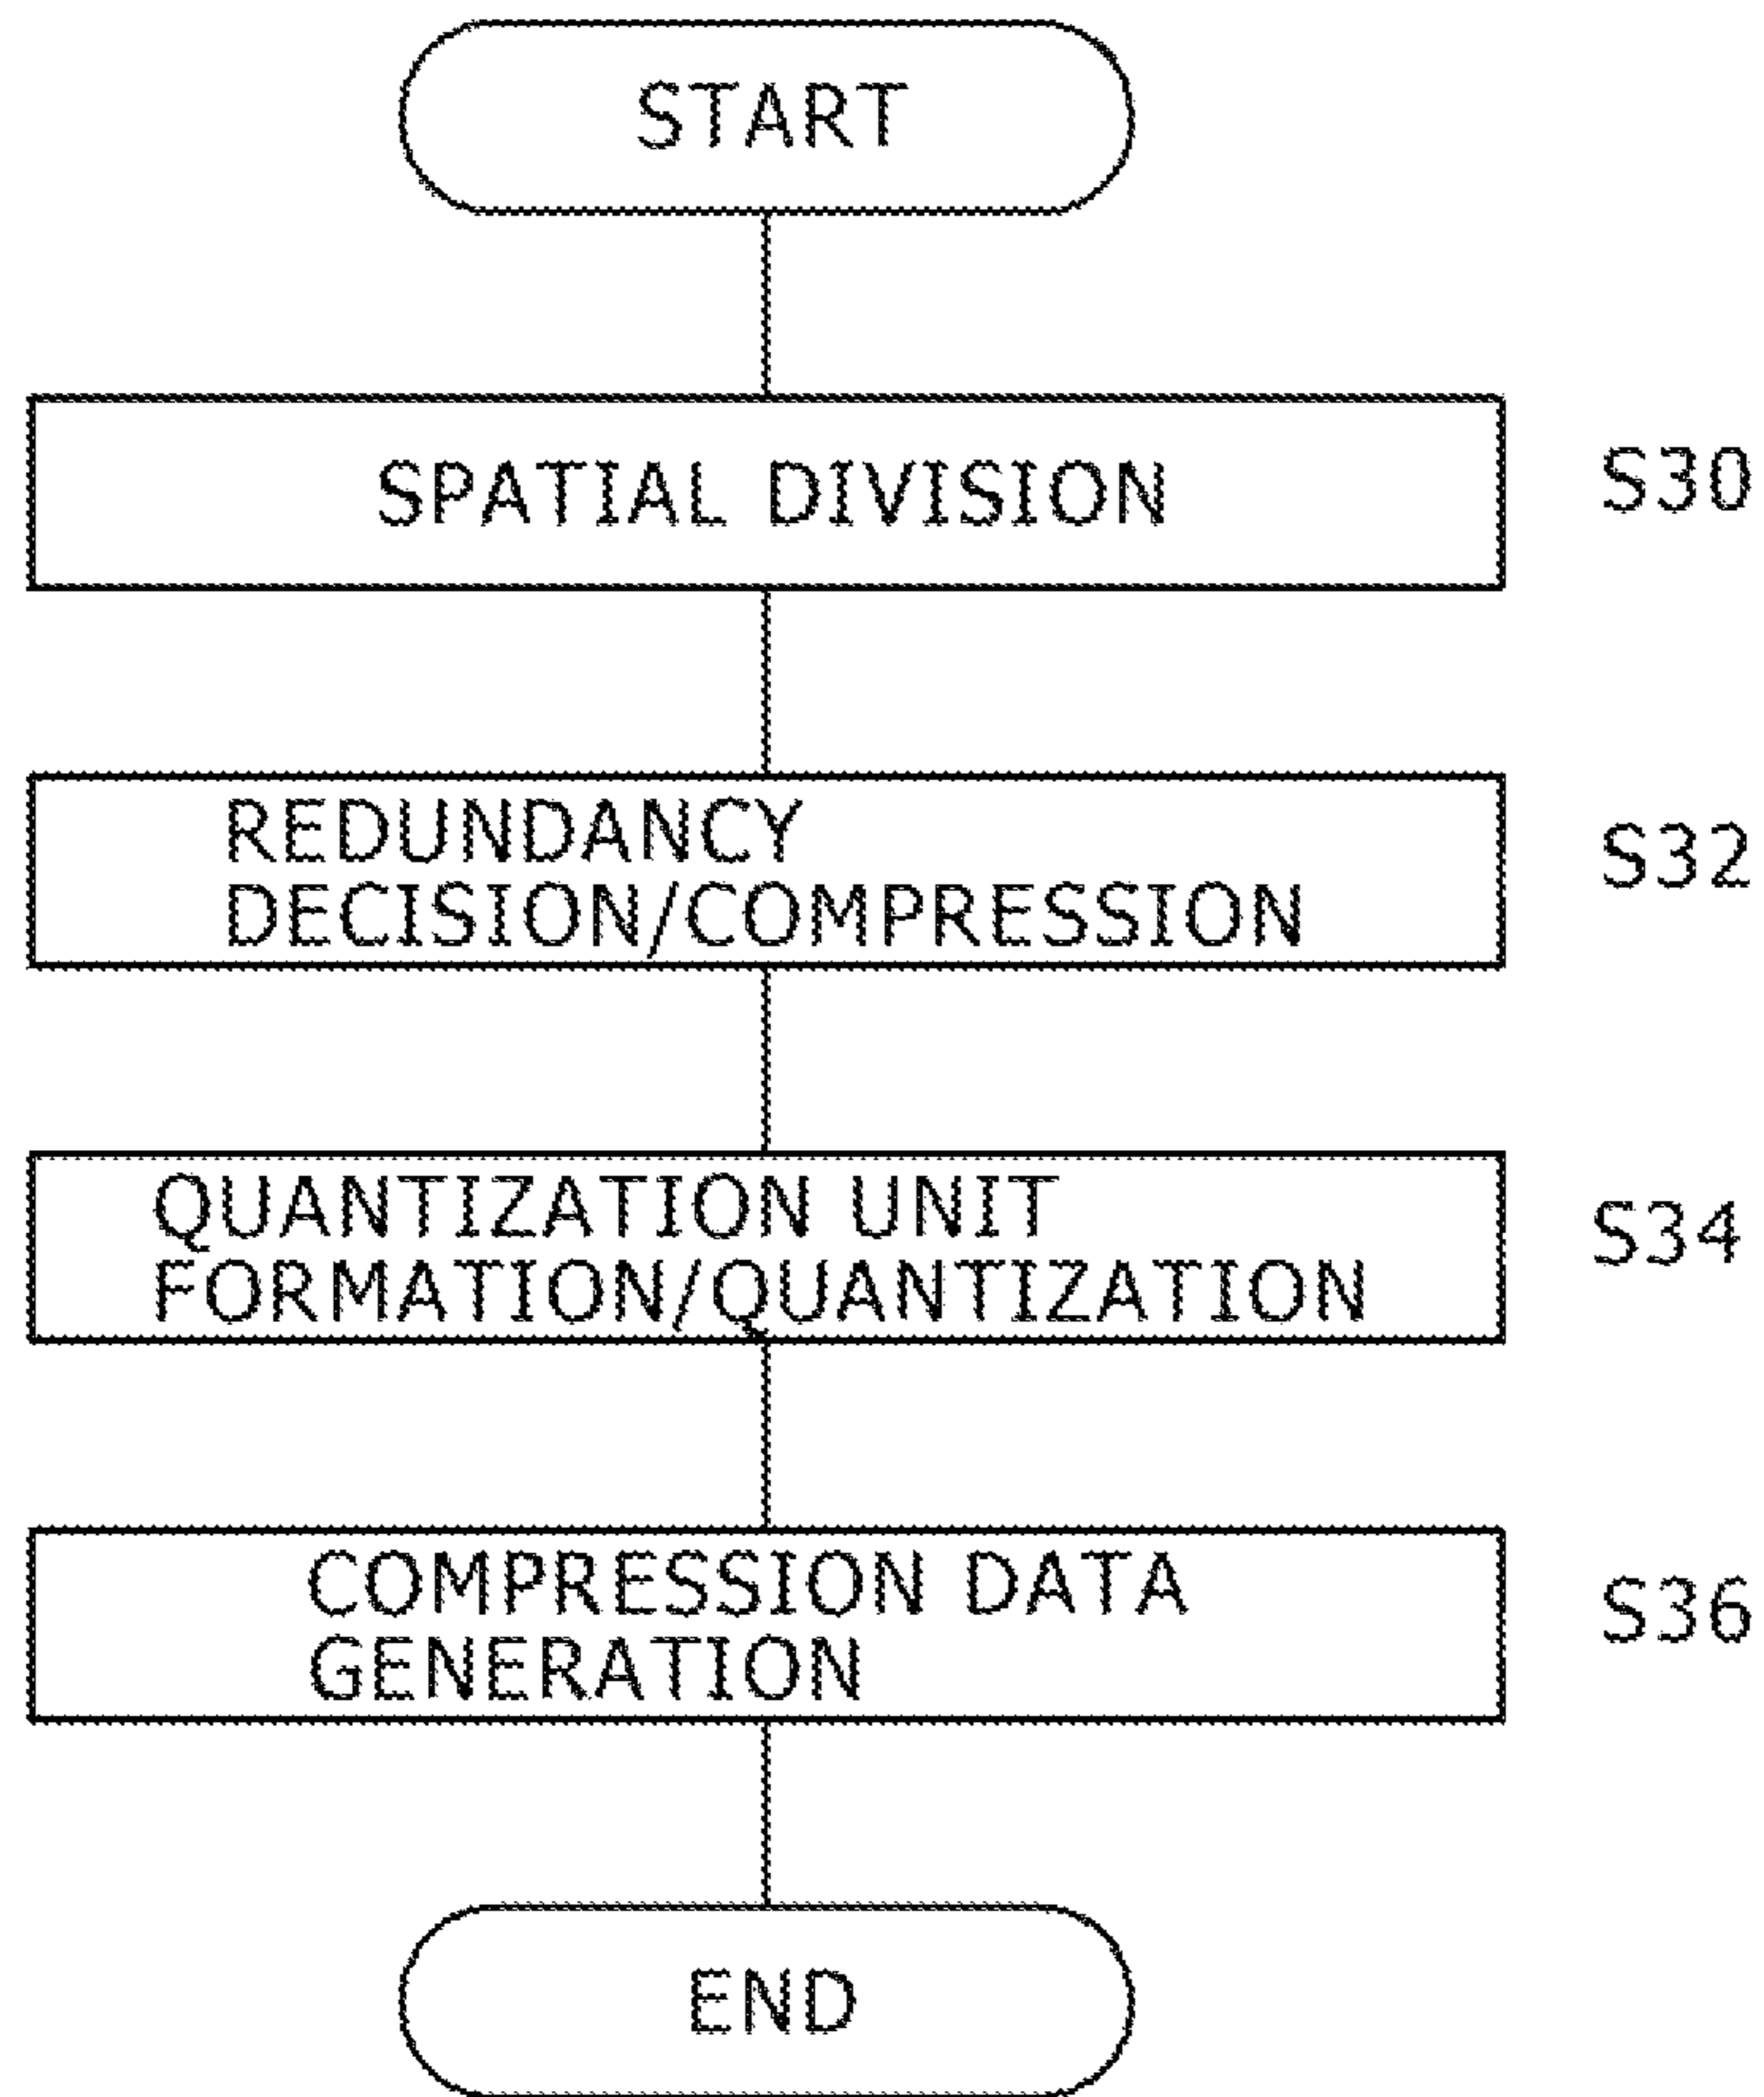 START
SPATIAL DIVISION
S30
REDUNDANCY
DECISION/COMPRESSION
S32
QUANTIZATION UNIT
FORMATION/QUANTIZATION
S34
COMPRESSION DATA
GENERATION
S36
END